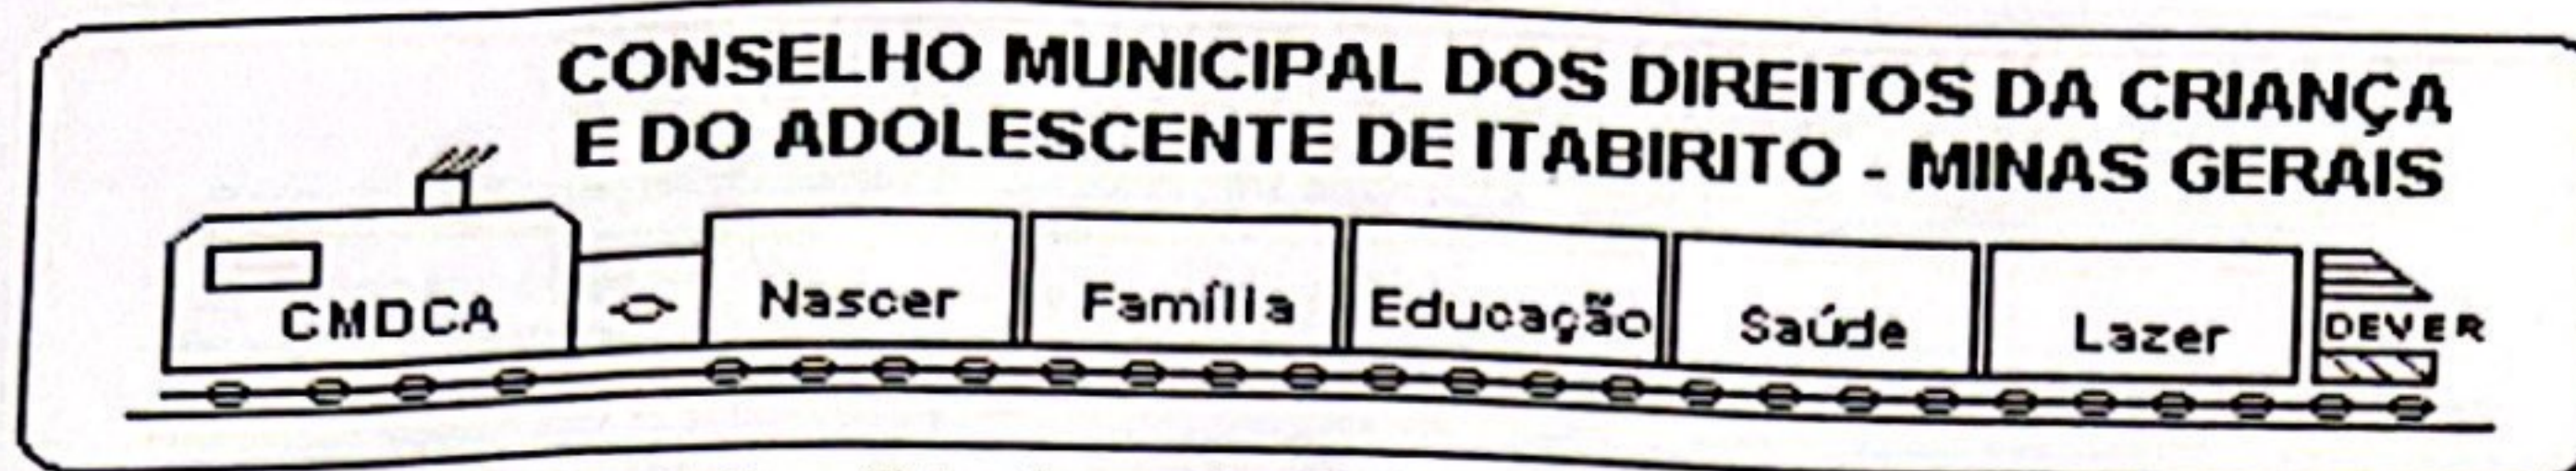 CONSELHO MUNICIPAL DOS DIREITOS DA CRIANÇA
E DO ADOLESCENTE DE ITABIRITO - MINAS GERAIS
CMDCA Nascer Família Educação Saúde Lazer DEVER